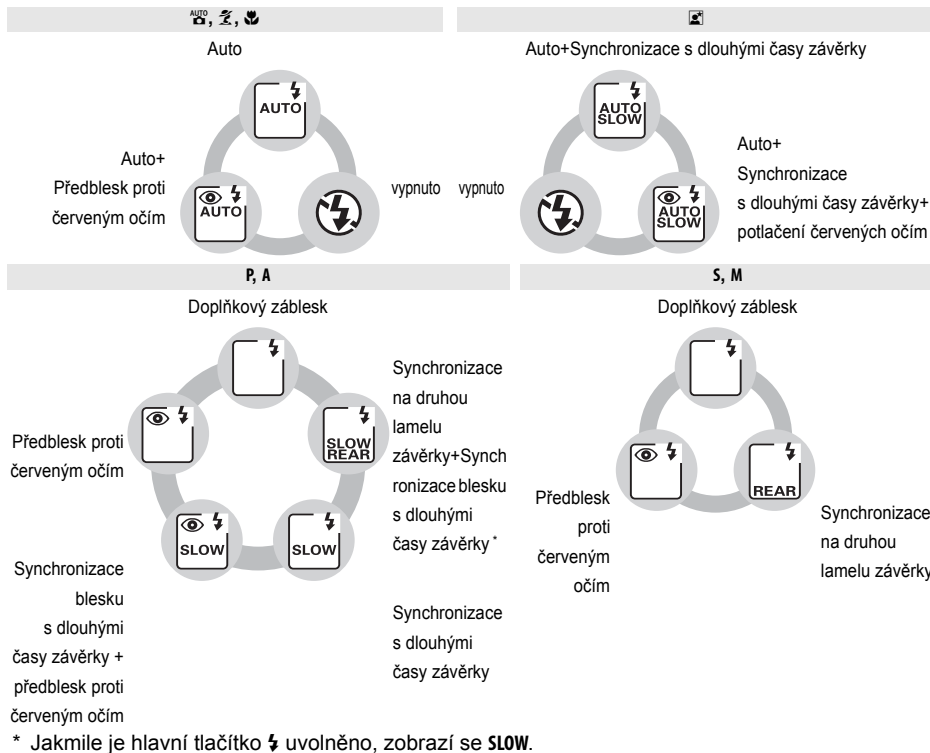 AUTO, ,
Auto
AUTO
Auto+
Předblesk proti
červeným očím
AUTO
vypnuto
Auto+Synchronizace s dlouhými časy závěrky
AUTO
SLOW
vypnuto
AUTO
SLOW
Auto+
Synchronizace
s dlouhými časy závěrky+
potlačení červených očím
P, A
Doplňkový záblesk
Předblesk proti
červeným očím
SLOW
REAR
Synchronizace
na druhou
lamelu
závěrky+Synch
ronizace blesku
s dlouhými
časy závěrky *
SLOW
Synchronizace
blesku
s dlouhými
časy závěrky +
předblesk proti
červeným očím
SLOW
Synchronizace
s dlouhými
časy závěrky
S, M
Doplňkový záblesk
Předblesk
proti
červeným
očím
REAR
Synchronizace
na druhou
lamelu závěrky
* Jakmile je hlavní tlačítko uvolněno, zobrazí se SLOW.